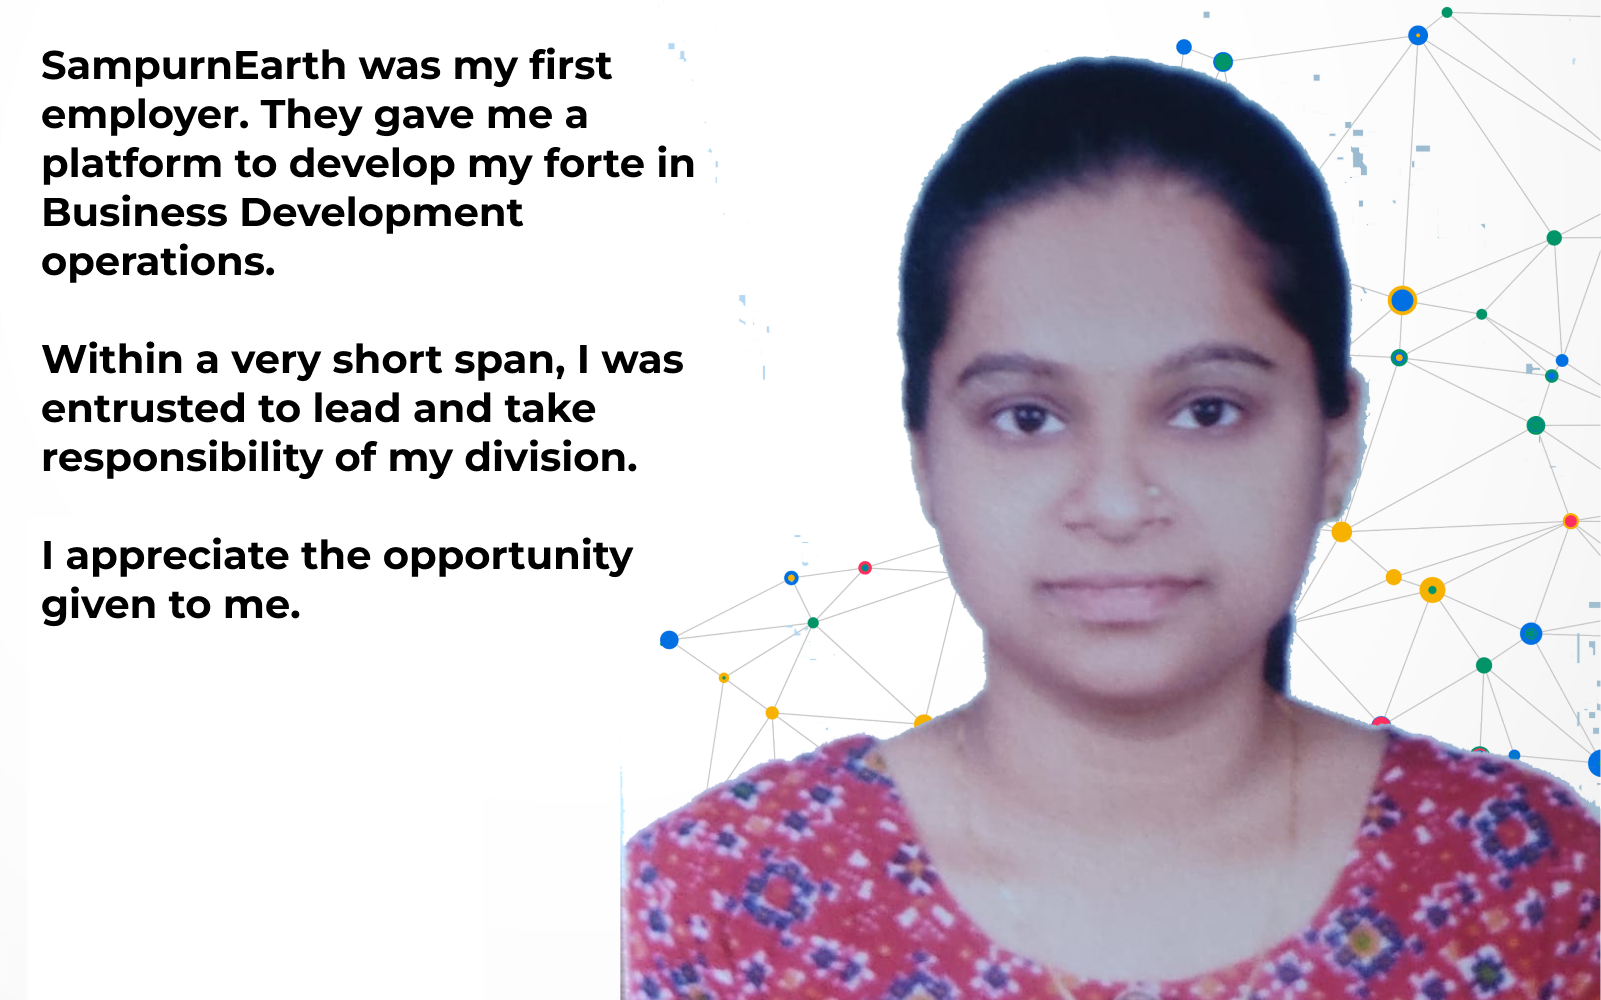 SampurnEarth was my first
employer. They gave me a
platform to develop my forte in
Business Development
operations.
Within a very short span, I was
entrusted to lead and take
responsibility of my division.
I appreciate the opportunity
given to me.